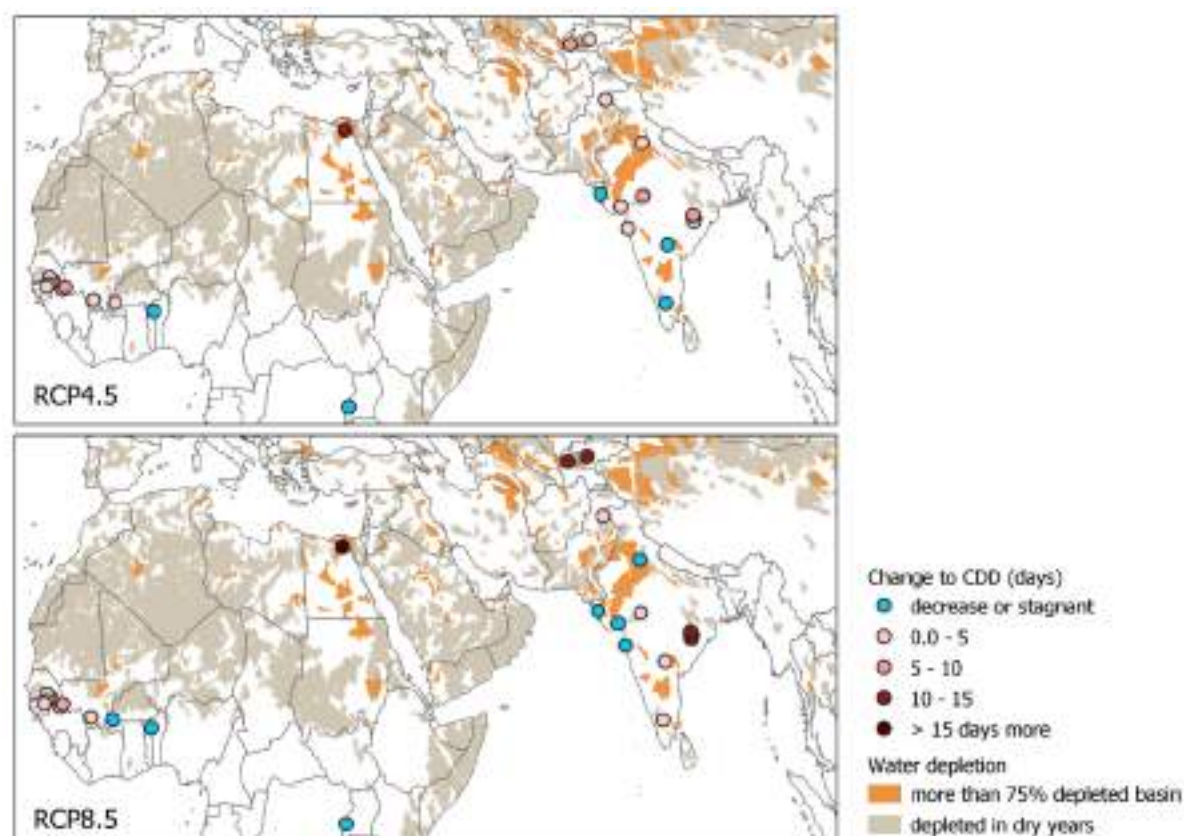 RCP4.5
RCP8.5
Change to CDD (days)
decrease or stagnant
0.0 - 5
5 - 10
10 - 15
> 15 days more
Water depletion
more than 75% depleted basin
depleted in dry years